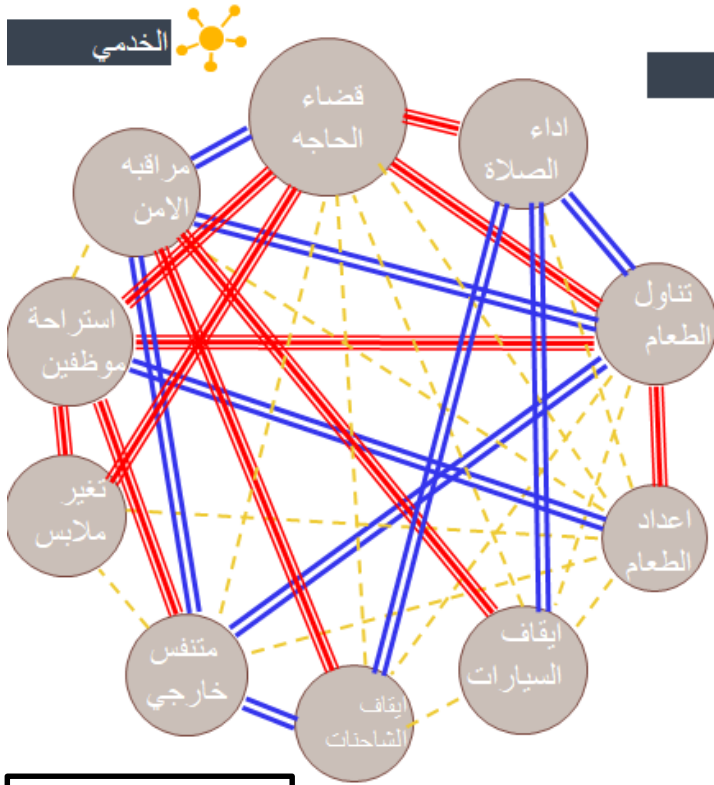 الخدمي
قضاء
الحاجه
اداء
الصلاة
مراقبه
الامن
تناول
الطعام
استراحة
موظفين
تغير
ملابس
اعداد
الطعام
ايقاف
السيارات
متنفس
خارجي
ايقاف
الشاحنات